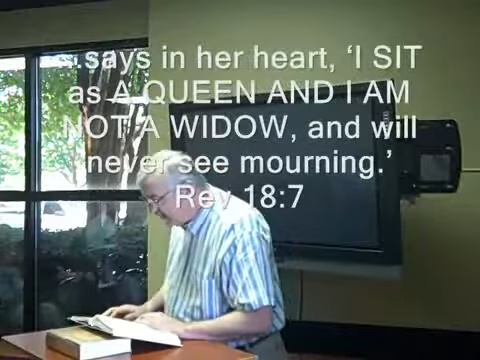 ...says in her heart, ‘I SIT
as A QUEEN AND I AM
NOT A WIDOW, and will
never see mourning.’
Rev 18:7